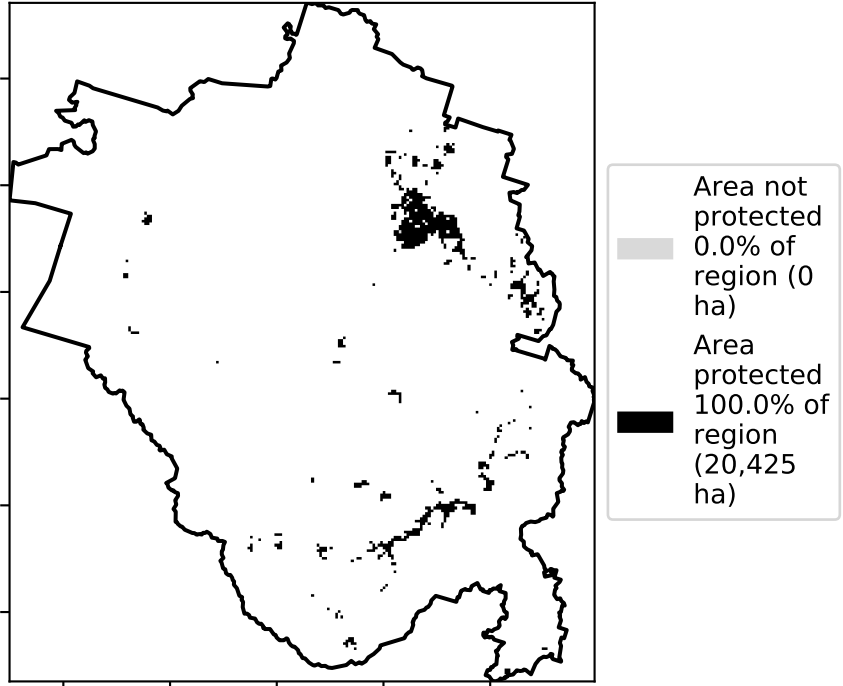 Area not
protected
0.0% of
region (0
ha)
Area
protected
100.0% of
region
(20,425
ha)